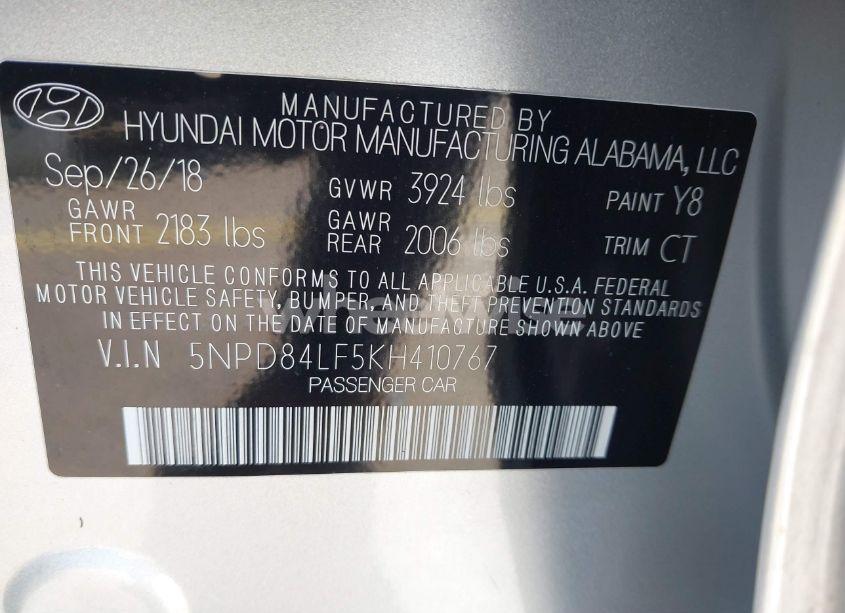 MANUFACTURED BY
HYUNDAI MOTOR MANUFACTURING ALABAMA, LLC
Sep/26/18 GVWR 3924 lbs PAINT Y8
GAWR FRONT 2183 lbs GAWR REAR 2006 lbs TRIM CT
THIS VEHICLE CONFORMS TO ALL APPLICABLE U.S.A. FEDERAL
MOTOR VEHICLE SAFETY, BUMPER, AND THEFT PREVENTION STANDARDS
IN EFFECT ON THE DATE OF MANUFACTURE SHOWN ABOVE
V.I.N 5NPD84LF5KH410767
PASSENGER CAR